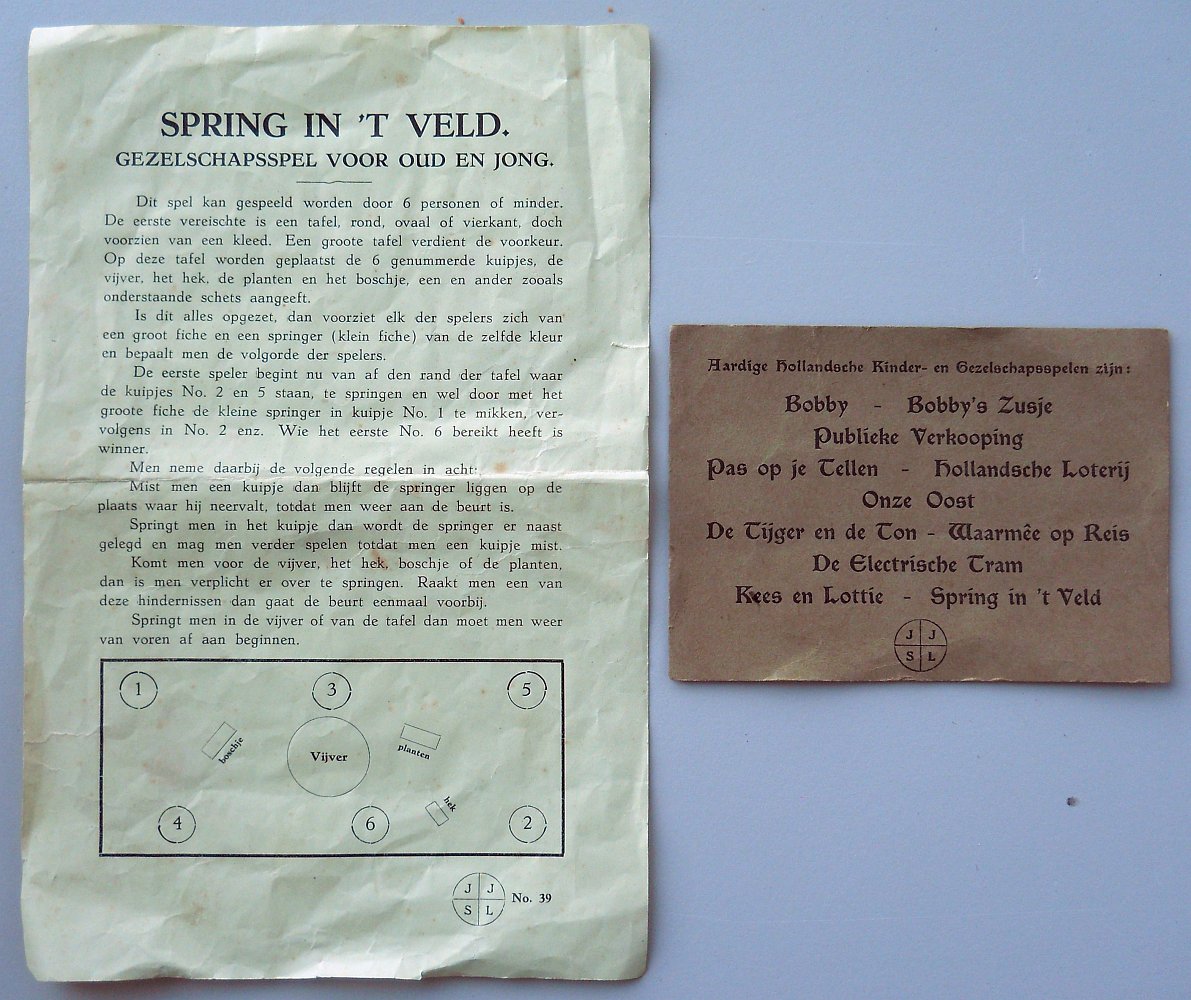 SPRING IN 'T VELD.
GEZELSCHAPSSPEL VOOR OUD EN JONG.
Dit spel kan gespeeld worden door 6 personen of minder.
De eerste vereischte is een tafel, rond, ovaal of vierkant, doch
voorzien van een kleed. Een groote tafel verdient de voorkeur.
Op deze tafel worden geplaatst de 6 genummerde kuipjes, de
vijver, het hek, de planten en het boschje, een en ander zooals
onderstaande schets aangeeft.
Is dit alles opgezet, dan voorziet elk der spelers zich van
een groot fiche en een springer (klein fiche) van de zelfde kleur
en bepaalt men de volgorde der spelers.
De eerste speler begint nu van af den rand der tafel waar
de kuipjes No. 2 en 5 staan, te springen en wel door met het
groote fiche de kleine springer in kuipje No. 1 te mikken, ver-
volgens in No. 2 enz. Wie het eerste No. 6 bereikt heeft is
winner.
Men neme daarbij de volgende regelen in acht:
Mist men een kuipje dan blijft de springer liggen op de
plaats waar hij neervalt, totdat men weer aan de beurt is.
Springt men in het kuipje dan wordt de springer er naast
gelegd en mag men verder spelen totdat men een kuipje mist.
Komt men voor de vijver, het hek, boschje of de planten,
dan is men verplicht er over te springen. Raakt men een van
deze hindernissen dan gaat de beurt eenmaal voorbij.
Springt men in de vijver of van de tafel dan moet men weer
van voren af aan beginnen.
1 3 5
boschje Vijver planten
hek
4 6 2
J J
S L
No. 39
Aardige Hollandsche Kinder- en Gezelschapsspelen zijn:
Bobby - Bobby's Zusje
Publieke Verkooping
Pas op je Tellen - Hollandsche Loterij
Onze Oost
De Tijger en de Ton - Waarmêe op Reis
De Electrische Tram
Kees en Lottie - Spring in 't Veld
J J
S L